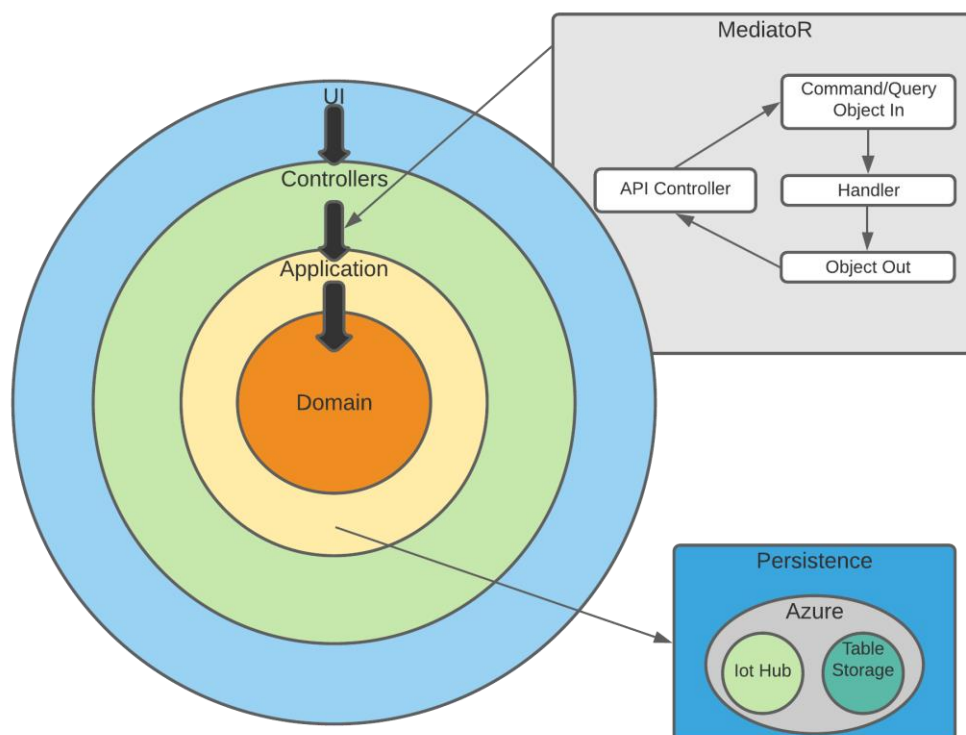 MediatoR
Command/Query
Object In
API Controller
Handler
Object Out
UI
Controllers
Application
Domain
Persistence
Azure
Iot Hub
Table
Storage